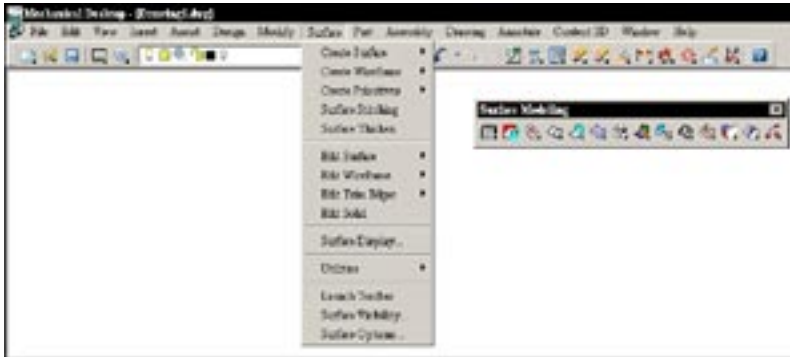 Mechanical Desktop - [Drawing1.dwg]
File Edit View Insert Assist Design Modify Surface Part Assembly Drawing Annotate Content 3D Window Help
Create Surface
Create Wireframe
Create Primitives
Surface Stitching
Surface Thicken
Edit Surface
Edit Wireframe
Edit Trim Edges
Edit Solid
Surface Display...
Utilities
Launch Toolbar
Surface Visibility...
Surface Options...
Surface Modeling